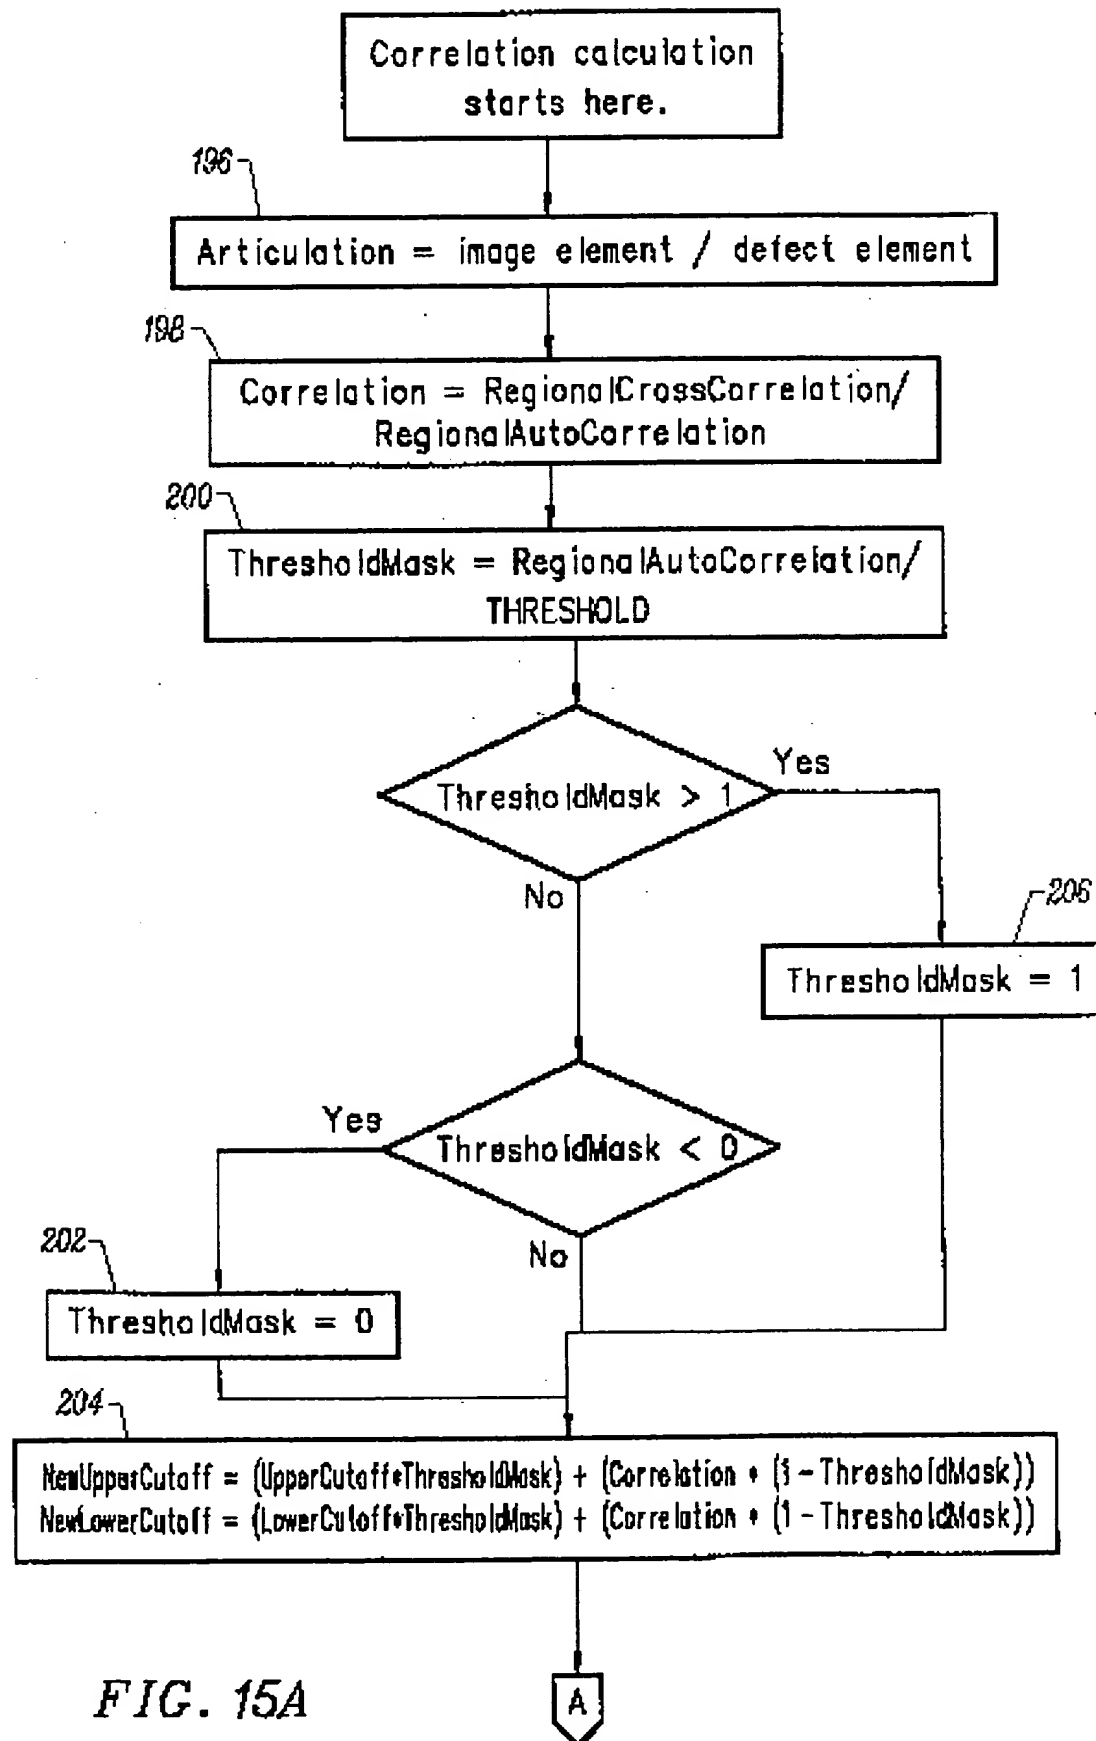 Correlation calculation
starts here.
196
Articulation = image element / defect element
198
Correlation = RegionalCrossCorrelation/
RegionalAutoCorrelation
200
ThresholdMask = RegionalAutoCorrelation/
THRESHOLD
ThresholdMask > 1
Yes
No
206
ThresholdMask = 1
Yes
ThresholdMask < 0
No
202
ThresholdMask = 0
204
NewUpperCutoff = (UpperCutoff*ThresholdMask) + (Correlation * (1 - ThresholdMask))
NewLowerCutoff = (LowerCutoff*ThresholdMask) + (Correlation * (1 - ThresholdMask))
A
FIG. 15A